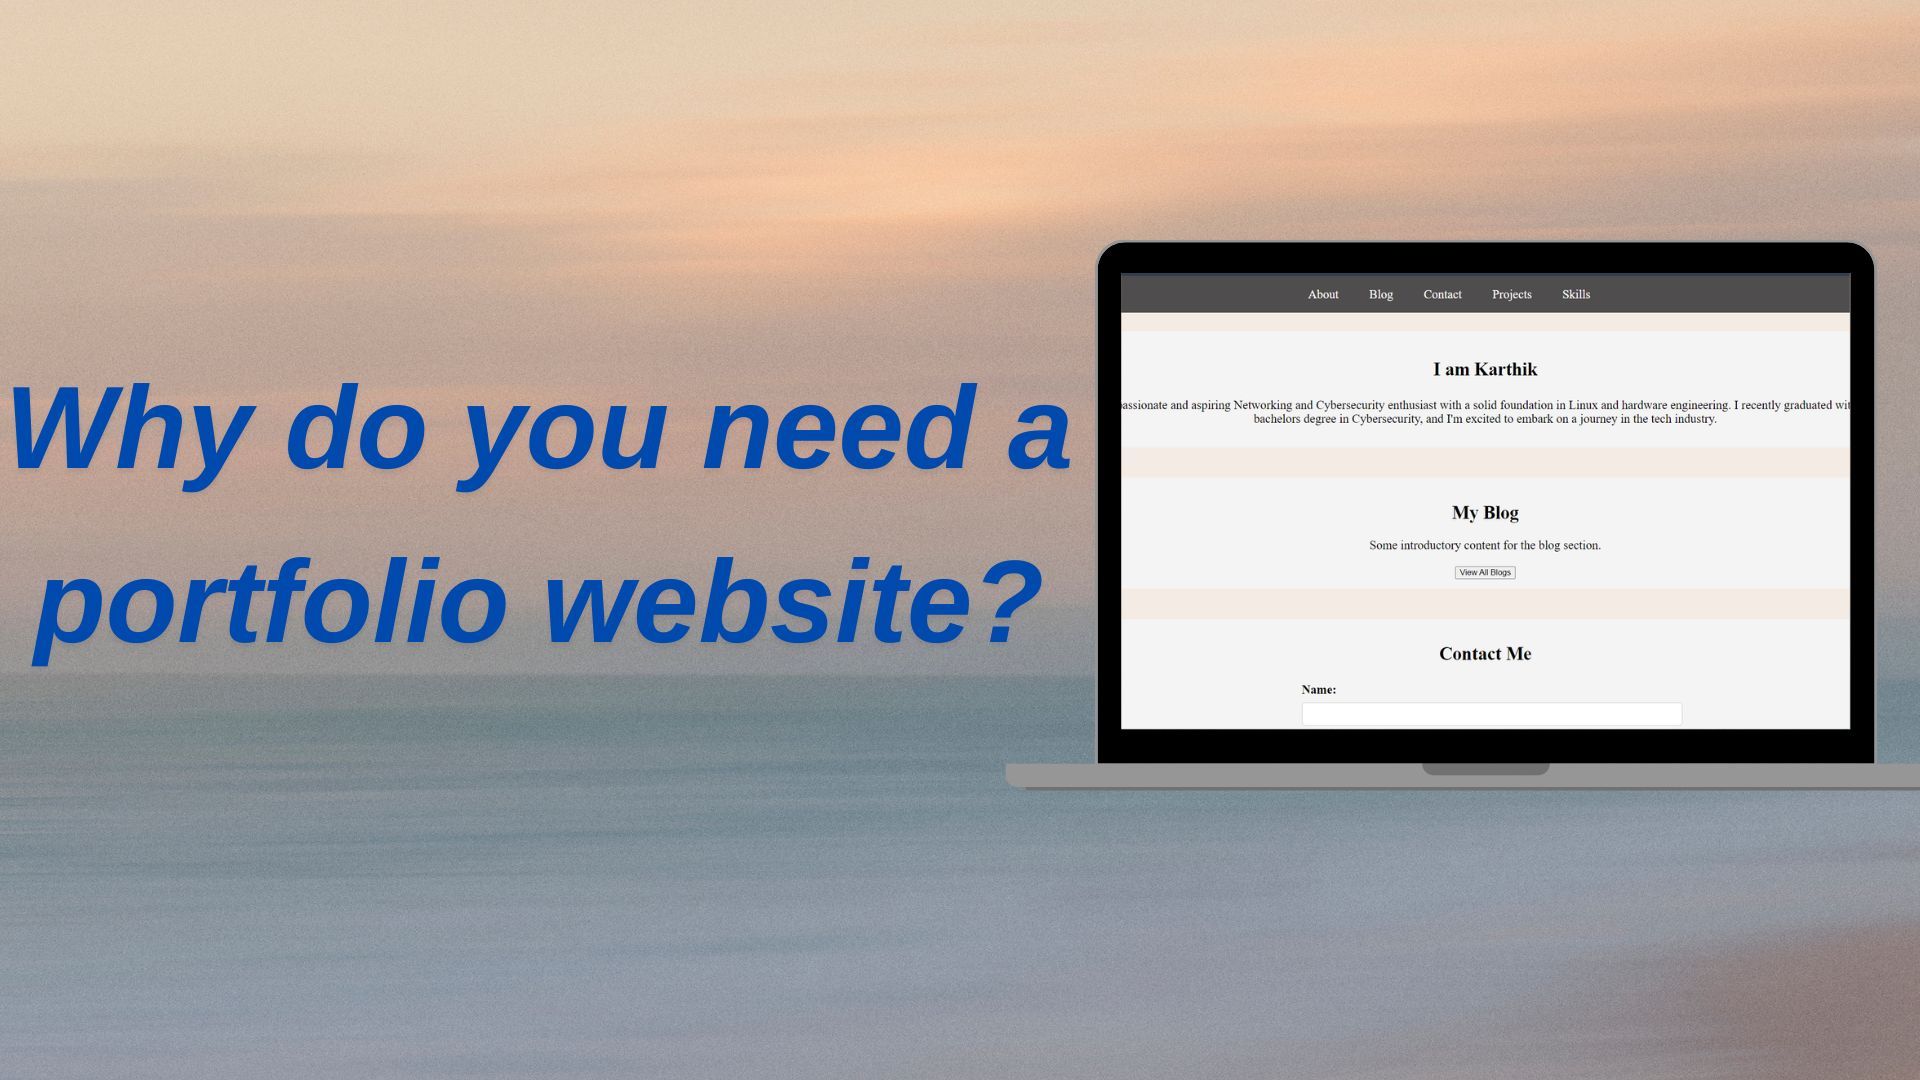 Why do you need a
portfolio website?
About Blog Contact Projects Skills
I am Karthik
and aspiring Networking and Cybersecurity enthusiast with a solid foundation in Linux and hardware engineering. I recently graduated
bachelors degree in Cybersecurity, and I'm excited to embark on a journey in the tech industry.
My Blog
Some introductory content for the blog section.
View All Blogs
Contact Me
Name: